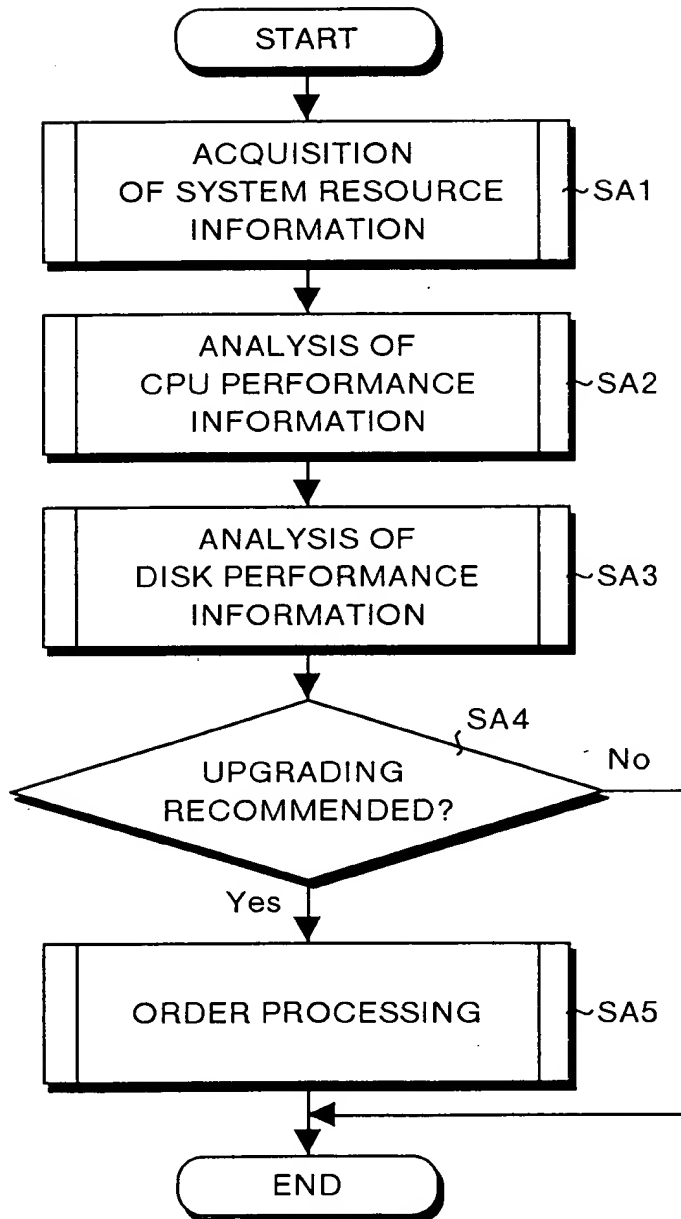 START
ACQUISITION
OF SYSTEM RESOURCE
INFORMATION
SA1
ANALYSIS OF
CPU PERFORMANCE
INFORMATION
SA2
ANALYSIS OF
DISK PERFORMANCE
INFORMATION
SA3
SA4
No
UPGRADING
RECOMMENDED?
Yes
ORDER PROCESSING
SA5
END